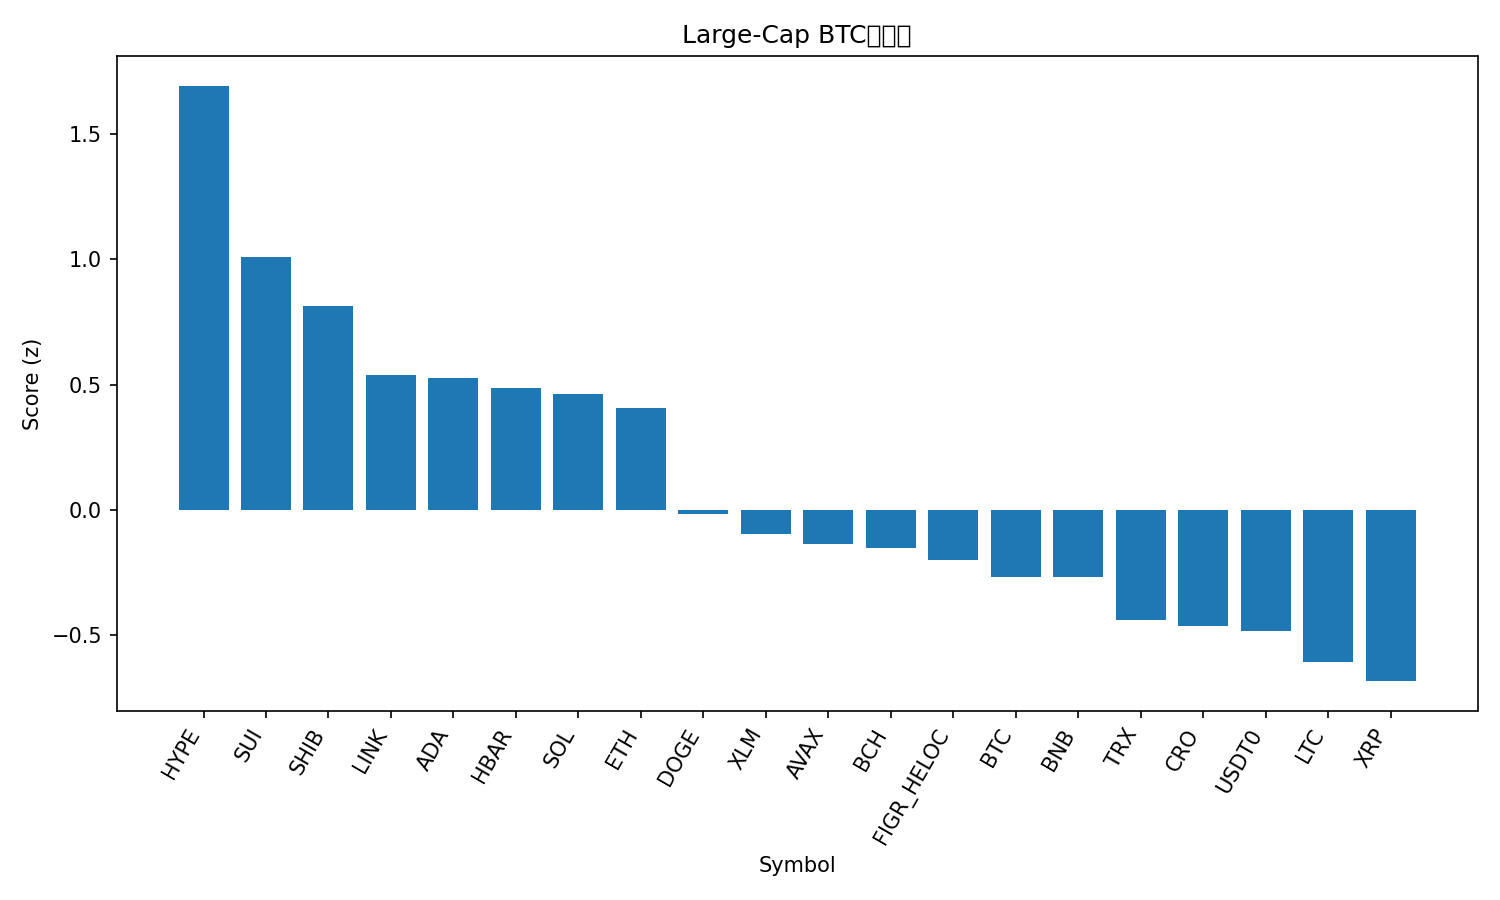 Large-Cap BTC
1.5
1.0
0.5
0.0
−0.5
Score (z)
HYPE
SUI
SHIB
LINK
ADA
HBAR
SOL
ETH
DOGE
XLM
AVAX
BCH
FIGR_HELOC
BTC
BNB
TRX
CRO
USDT0
LTC
XRP
Symbol